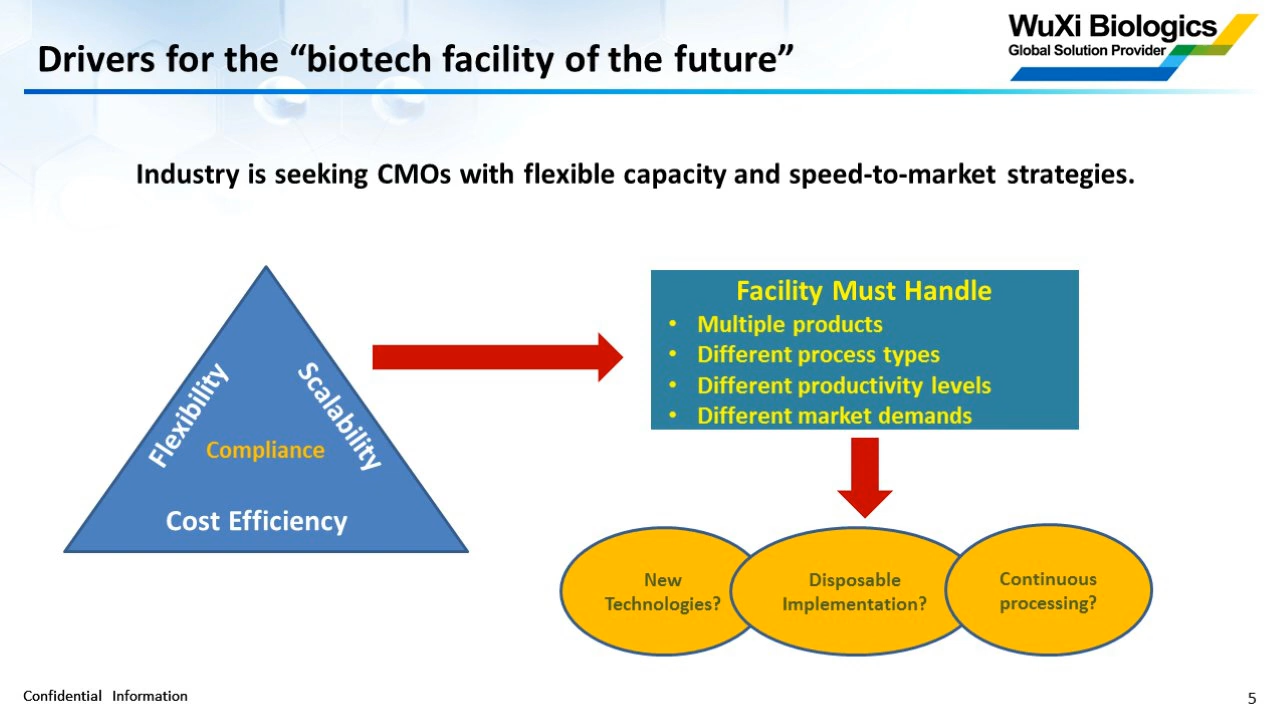 Drivers for the “biotech facility of the future”
WuXi Biologics
Global Solution Provider
Industry is seeking CMOs with flexible capacity and speed-to-market strategies.
Flexibility
Scalability
Compliance
Cost Efficiency
Facility Must Handle
• Multiple products
• Different process types
• Different productivity levels
• Different market demands
New
Technologies?
Disposable
Implementation?
Continuous
processing?
Confidential Information
5